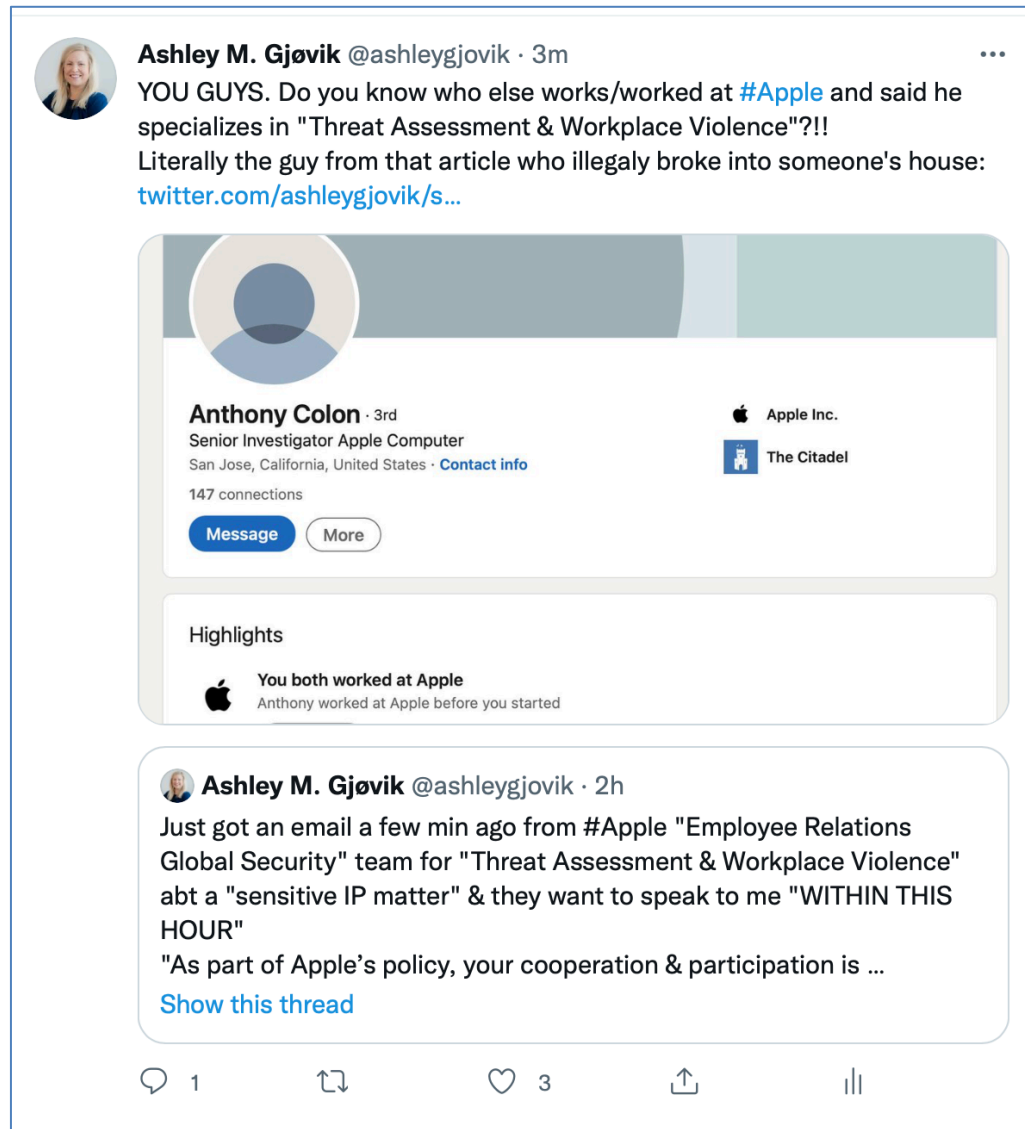 Ashley M. Gjøvik @ashleygjovik · 3m
YOU GUYS. Do you know who else works/worked at #Apple and said he
specializes in "Threat Assessment & Workplace Violence"?!!
Literally the guy from that article who illegaly broke into someone's house:
twitter.com/ashleygjovik/s...
Anthony Colon · 3rd
Senior Investigator Apple Computer
San Jose, California, United States · Contact info
147 connections
Message More
Apple Inc.
The Citadel
Highlights
You both worked at Apple
Anthony worked at Apple before you started
Ashley M. Gjøvik @ashleygjovik · 2h
Just got an email a few min ago from #Apple "Employee Relations
Global Security" team for "Threat Assessment & Workplace Violence"
abt a "sensitive IP matter" & they want to speak to me "WITHIN THIS
HOUR"
"As part of Apple’s policy, your cooperation & participation is ...
Show this thread
1 3